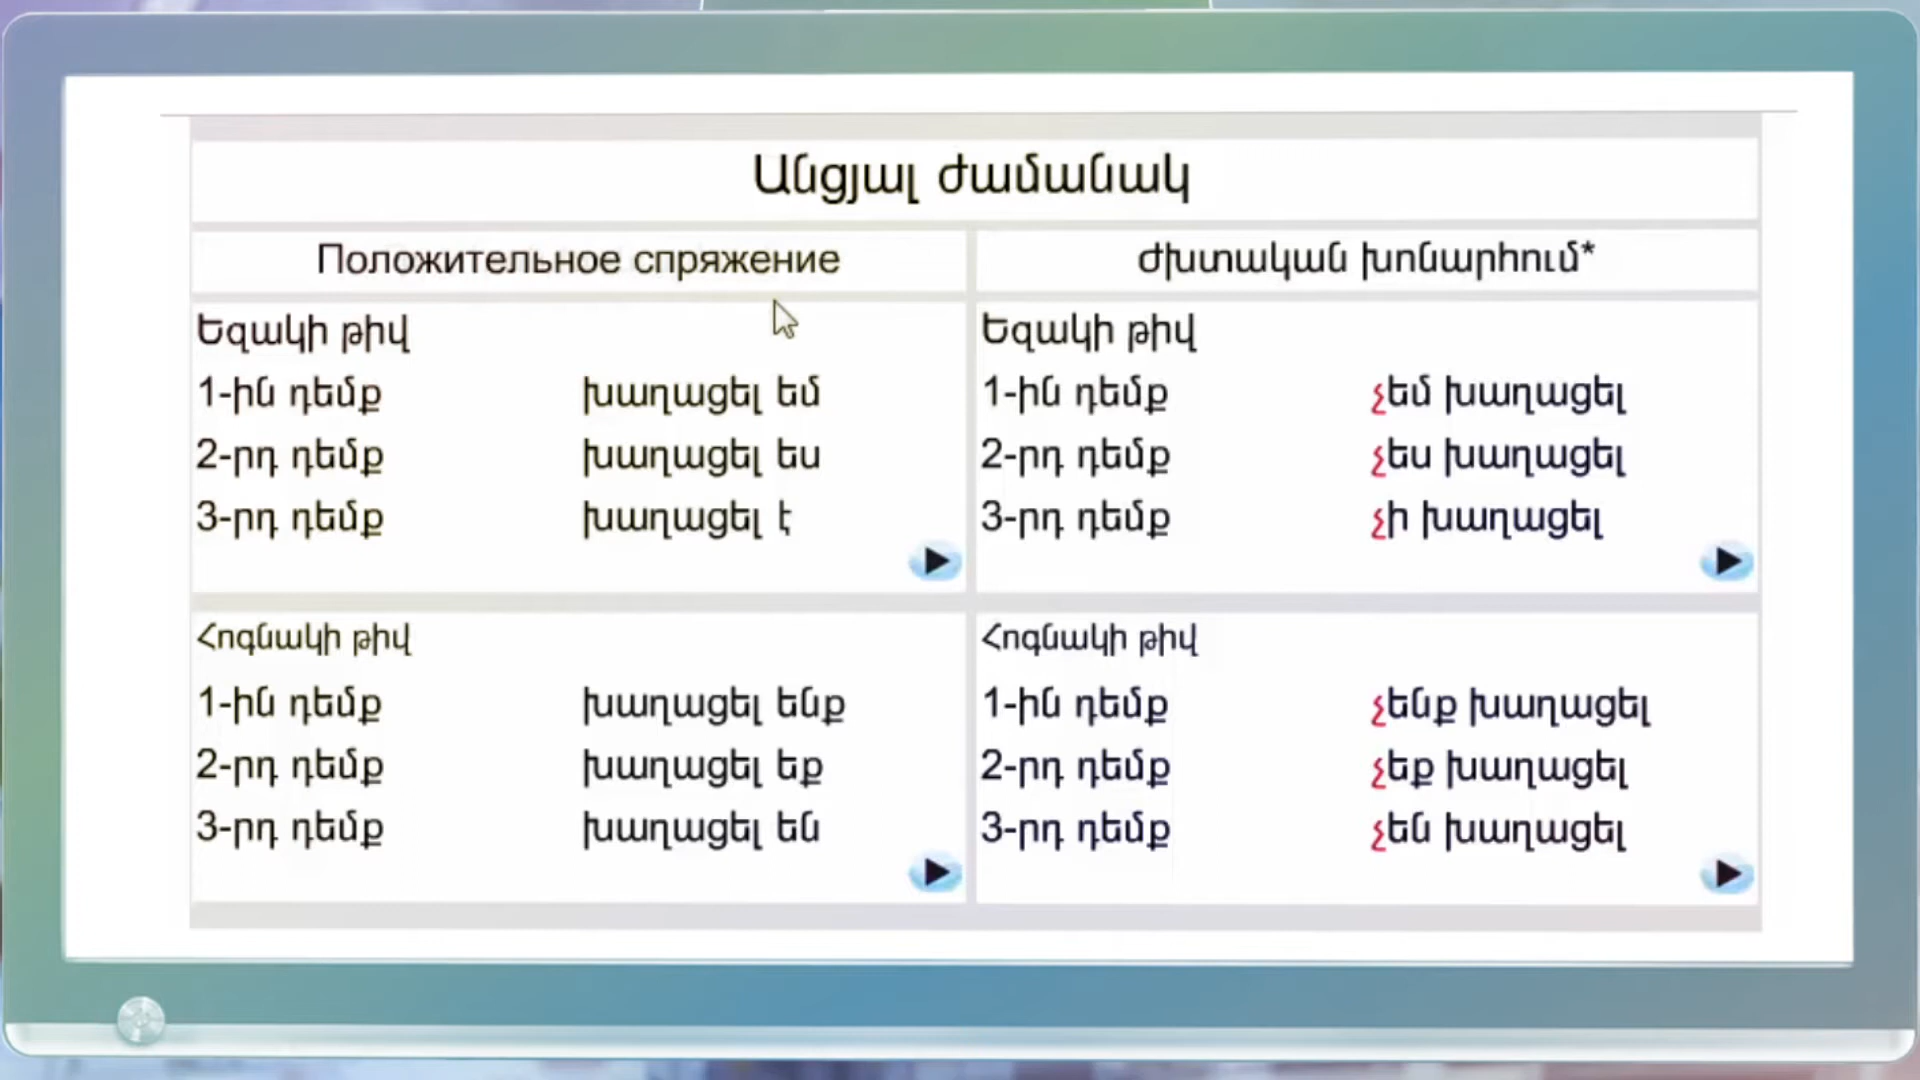 Անցյալ ժամանակ
Положительное спряжение
Ժխտական խոնարհում*
Եզակի թիվ
1-ին դեմք խաղացել եմ
2-րդ դեմք խաղացել ես
3-րդ դեմք խաղացել է
Եզակի թիվ
1-ին դեմք չեմ խաղացել
2-րդ դեմք չես խաղացել
3-րդ դեմք չի խաղացել
Հոգնակի թիվ
1-ին դեմք խաղացել ենք
2-րդ դեմք խաղացել եք
3-րդ դեմք խաղացել են
Հոգնակի թիվ
1-ին դեմք չենք խաղացել
2-րդ դեմք չեք խաղացել
3-րդ դեմք չեն խաղացել